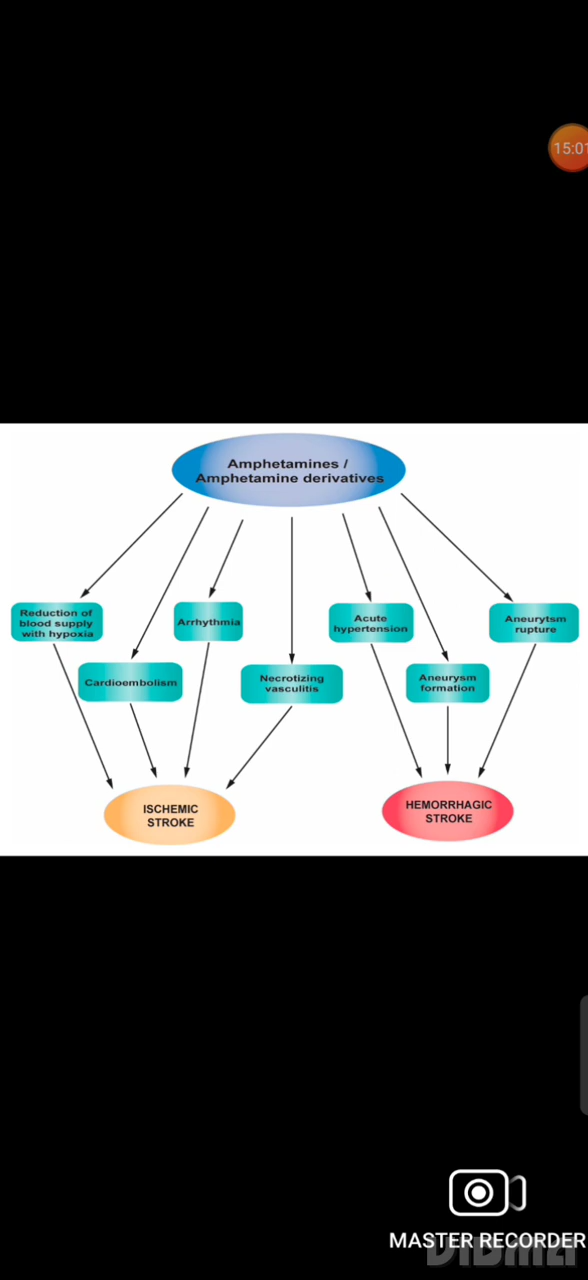 15:01
Amphetamines /
Amphetamine derivatives
Reduction of
blood supply
with hypoxia
Arrhythmia
Acute
hypertension
Aneurytsm
rupture
Cardioembolism
Necrotizing
vasculitis
Aneurysm
formation
ISCHEMIC
STROKE
HEMORRHAGIC
STROKE
MASTER RECORDER